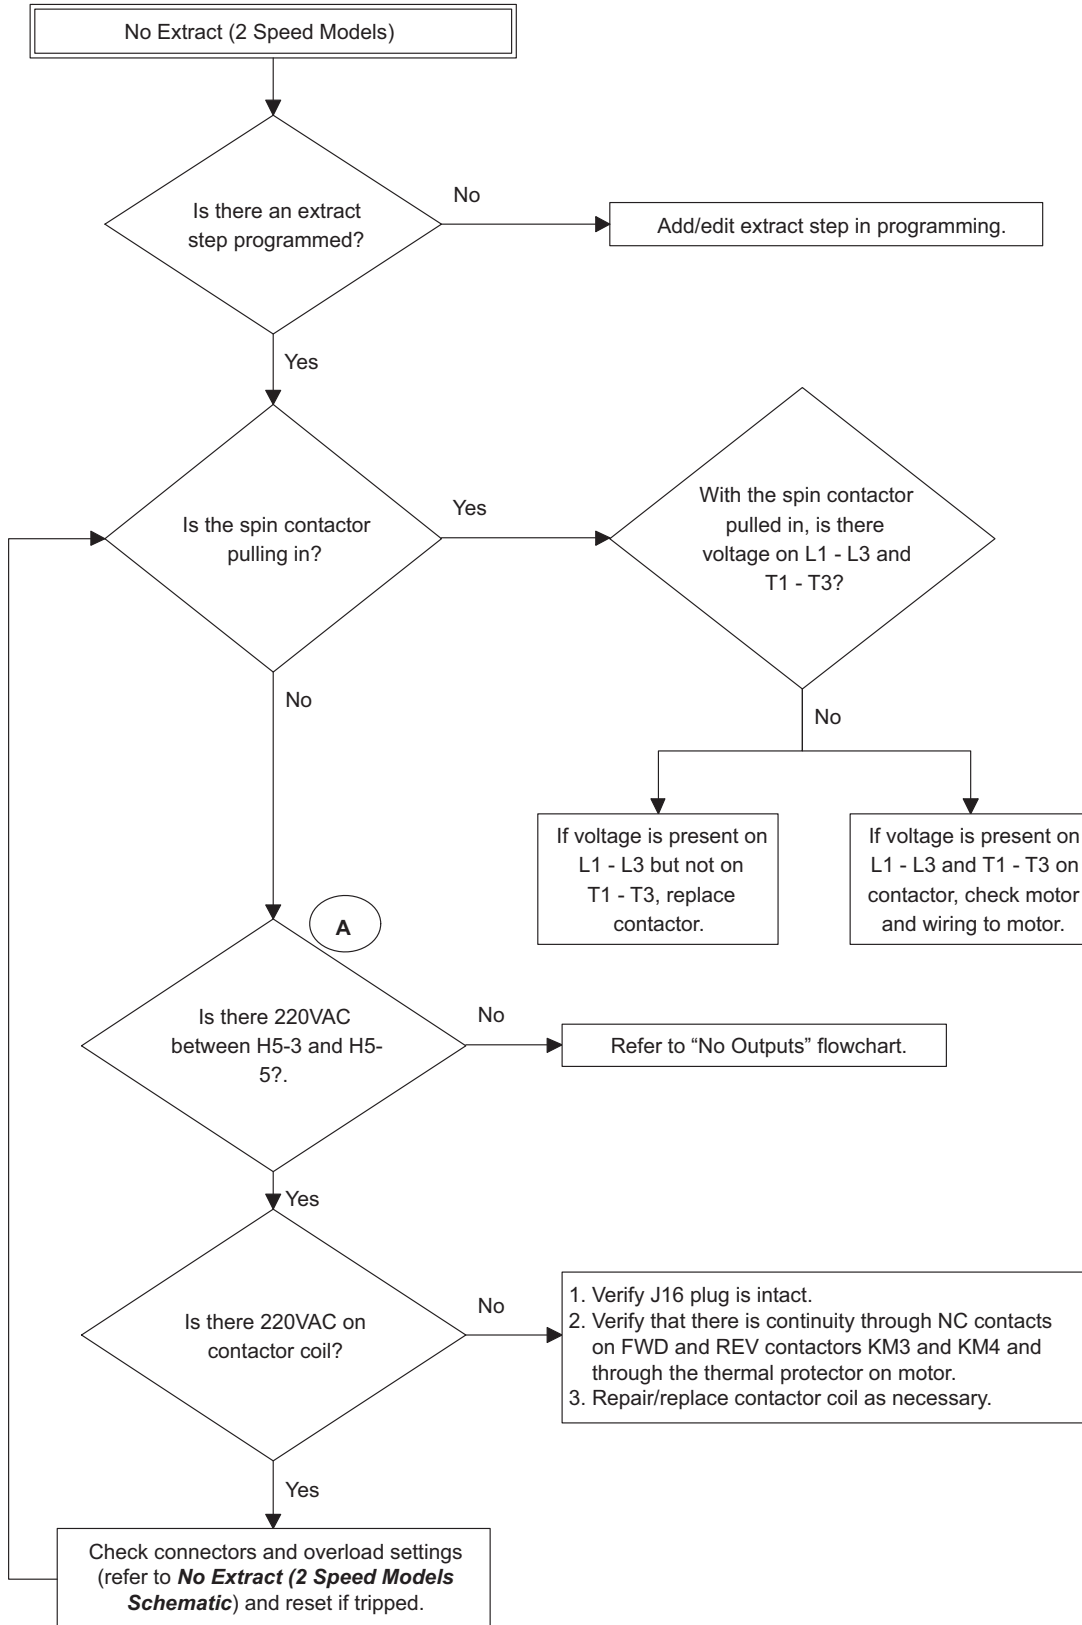 No Extract (2 Speed Models)
Is there an extract
step programmed?
No
Add/edit extract step in programming.
Yes
Is the spin contactor
pulling in?
Yes
With the spin contactor
pulled in, is there
voltage on L1 - L3 and
T1 - T3?
No
No
If voltage is present on
L1 - L3 but not on
T1 - T3, replace
contactor.
If voltage is present on
L1 - L3 and T1 - T3 on
contactor, check motor
and wiring to motor.
A
Is there 220VAC
between H5-3 and H5-
5?.
No
Refer to “No Outputs” flowchart.
Yes
Is there 220VAC on
contactor coil?
No
1. Verify J16 plug is intact.
2. Verify that there is continuity through NC contacts
on FWD and REV contactors KM3 and KM4 and
through the thermal protector on motor.
3. Repair/replace contactor coil as necessary.
Yes
Check connectors and overload settings
(refer to No Extract (2 Speed Models
Schematic) and reset if tripped.